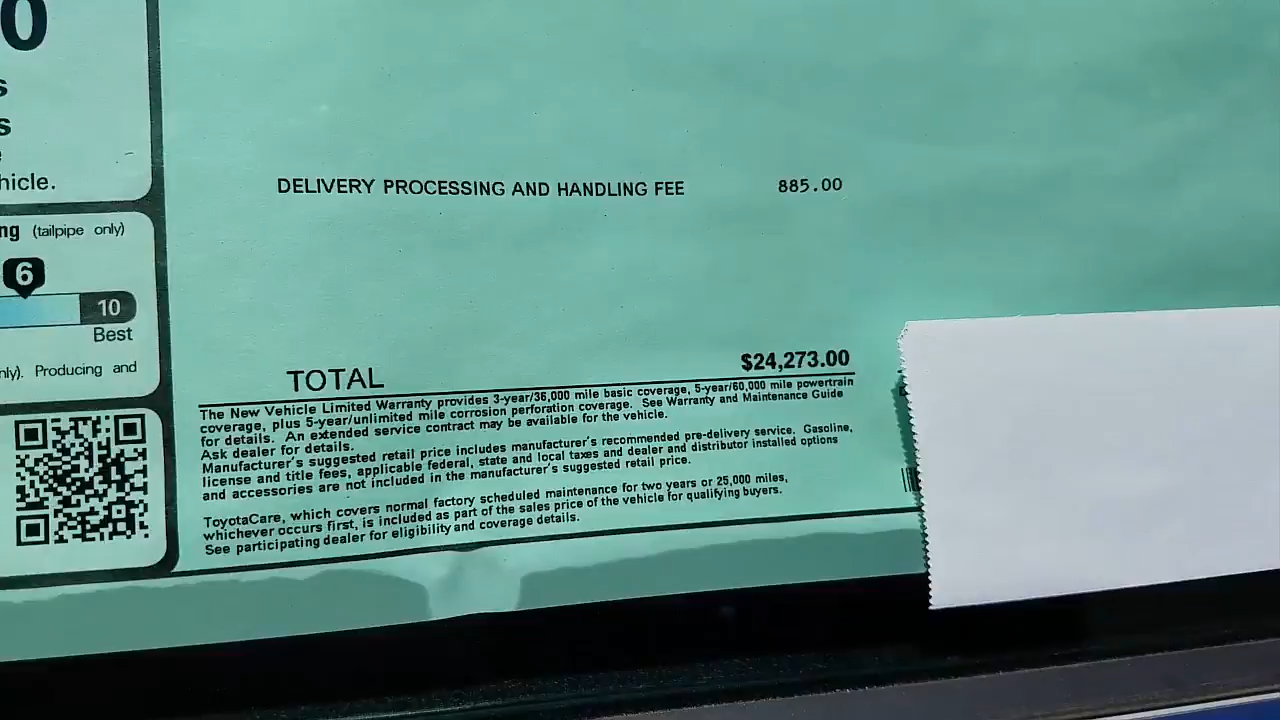 0
s
s
hicle.
ng (tailpipe only)
6
10
Best
nly). Producing and
DELIVERY PROCESSING AND HANDLING FEE 885.00
TOTAL $24,273.00
The New Vehicle Limited Warranty provides 3-year/36,000 mile basic coverage, 5-year/60,000 mile powertrain
coverage, plus 5-year/unlimited mile corrosion perforation coverage. See Warranty and Maintenance Guide
for details. An extended service contract may be available for the vehicle.
Ask dealer for details.
Manufacturer's suggested retail price includes manufacturer's recommended pre-delivery service. Gasoline,
license and title fees, applicable federal, state and local taxes and dealer and distributor installed options
and accessories are not included in the manufacturer's suggested retail price.
ToyotaCare, which covers normal factory scheduled maintenance for two years or 25,000 miles,
whichever occurs first, is included as part of the sales price of the vehicle for qualifying buyers.
See participating dealer for eligibility and coverage details.